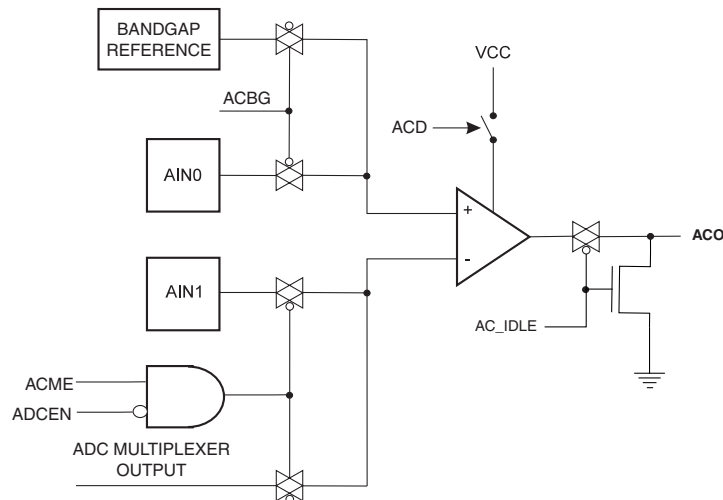 BANDGAP
REFERENCE
VCC
ACBG
ACD
AIN0
+
ACO
-
AIN1
AC_IDLE
ACME
ADCEN
ADC MULTIPLEXER
OUTPUT